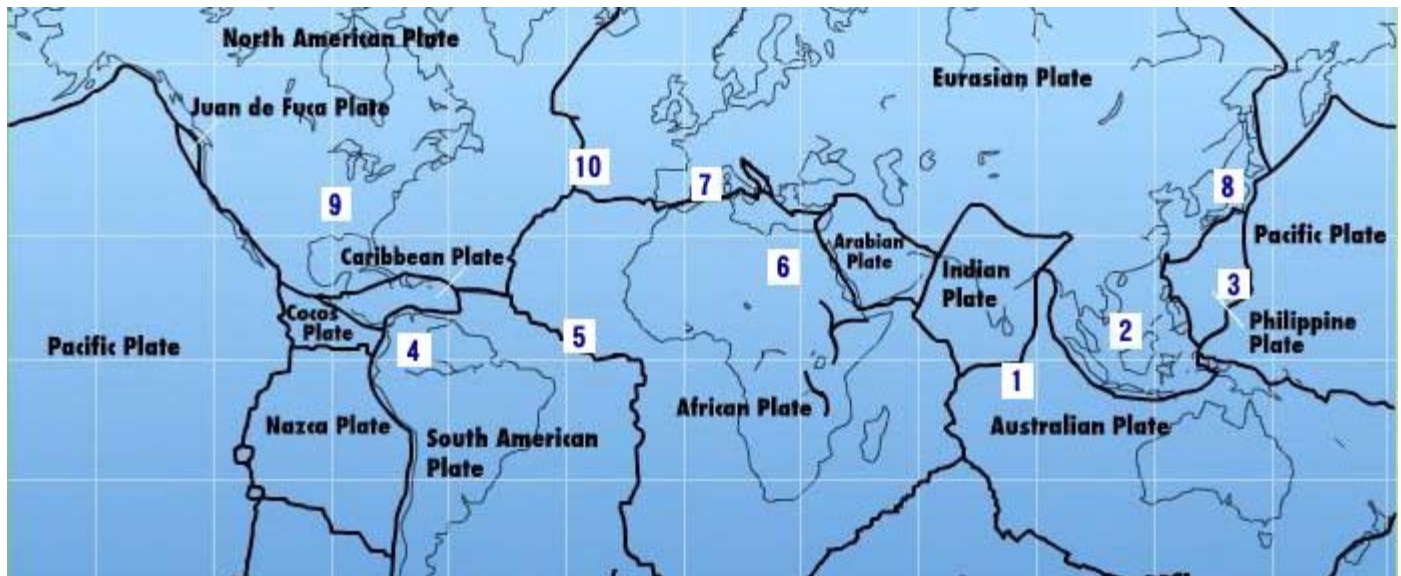 North American Plate
Eurasian Plate
Juan de Fuca Plate
10
7
8
9
Caribbean Plate
Arabian
Plate
Pacific Plate
6
Indian
Plate
3
Cocos
Plate
5
2
Philippine
Plate
Pacific Plate
4
1
African Plate
Nazca Plate
South American
Plate
Australian Plate